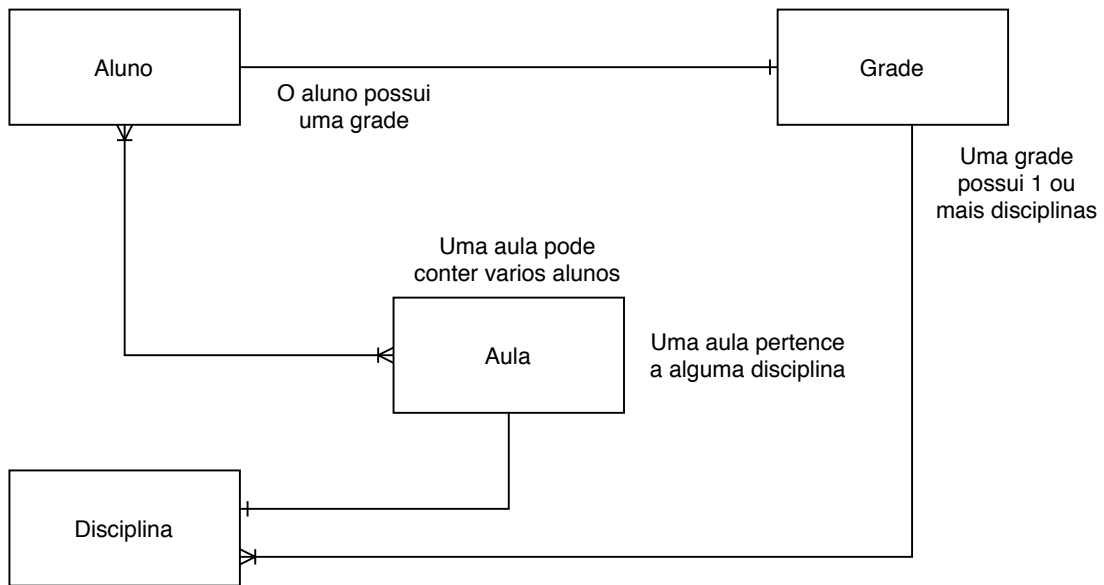 Aluno
Grade
O aluno possui
uma grade
Uma grade
possui 1 ou
mais disciplinas
Uma aula pode
conter varios alunos
Aula
Uma aula pertence
a alguma disciplina
Disciplina